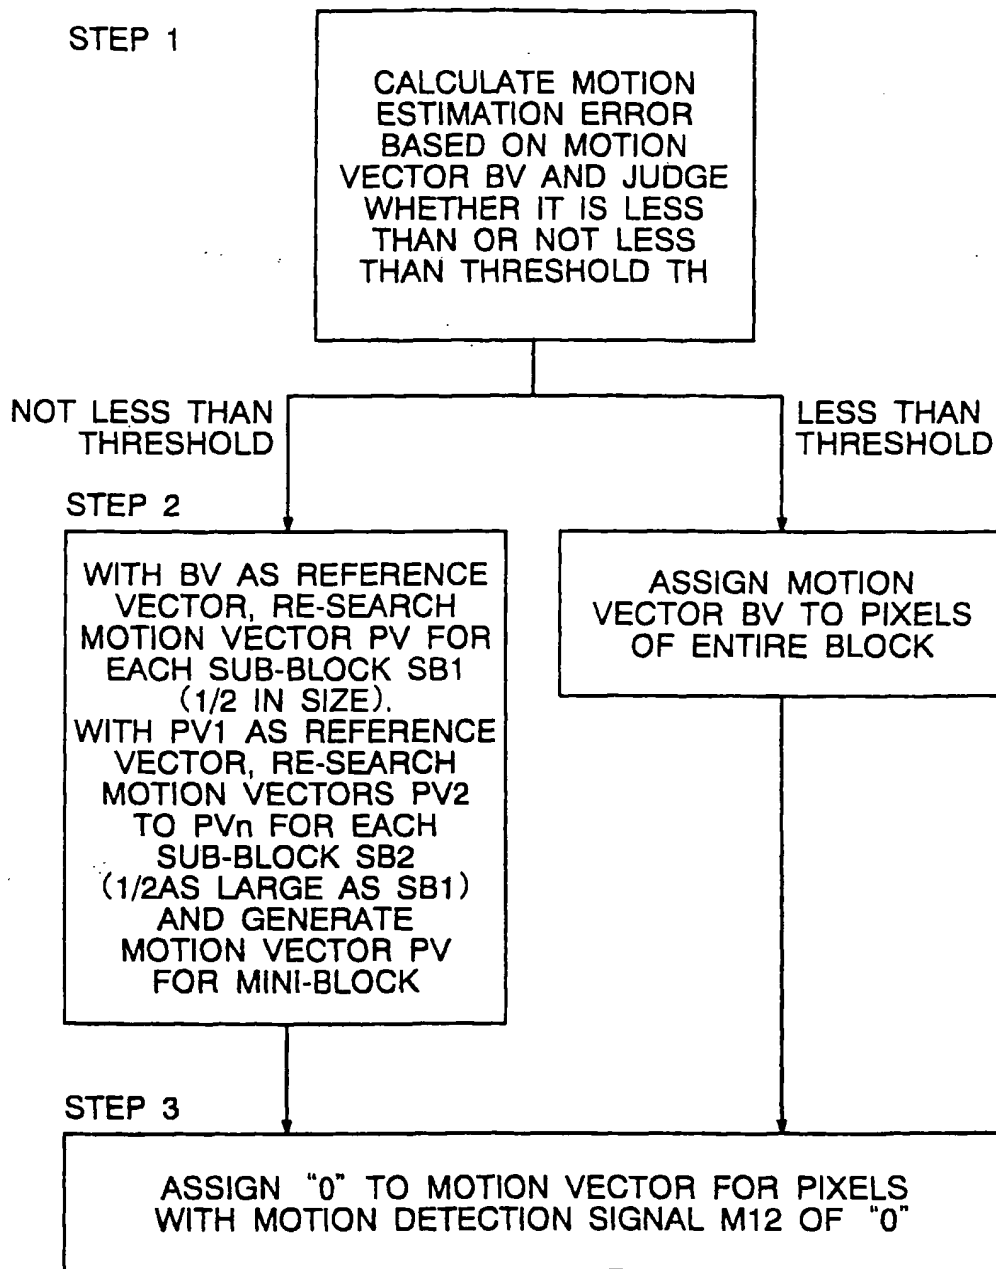 STEP 1
CALCULATE MOTION
ESTIMATION ERROR
BASED ON MOTION
VECTOR BV AND JUDGE
WHETHER IT IS LESS
THAN OR NOT LESS
THAN THRESHOLD TH
NOT LESS THAN
THRESHOLD
LESS THAN
THRESHOLD
STEP 2
WITH BV AS REFERENCE
VECTOR, RE-SEARCH
MOTION VECTOR PV FOR
EACH SUB-BLOCK SB1
(1/2 IN SIZE).
WITH PV1 AS REFERENCE
VECTOR, RE-SEARCH
MOTION VECTORS PV2
TO PVn FOR EACH
SUB-BLOCK SB2
(1/2AS LARGE AS SB1)
AND GENERATE
MOTION VECTOR PV
FOR MINI-BLOCK
ASSIGN MOTION
VECTOR BV TO PIXELS
OF ENTIRE BLOCK
STEP 3
ASSIGN "0" TO MOTION VECTOR FOR PIXELS
WITH MOTION DETECTION SIGNAL M12 OF "0"